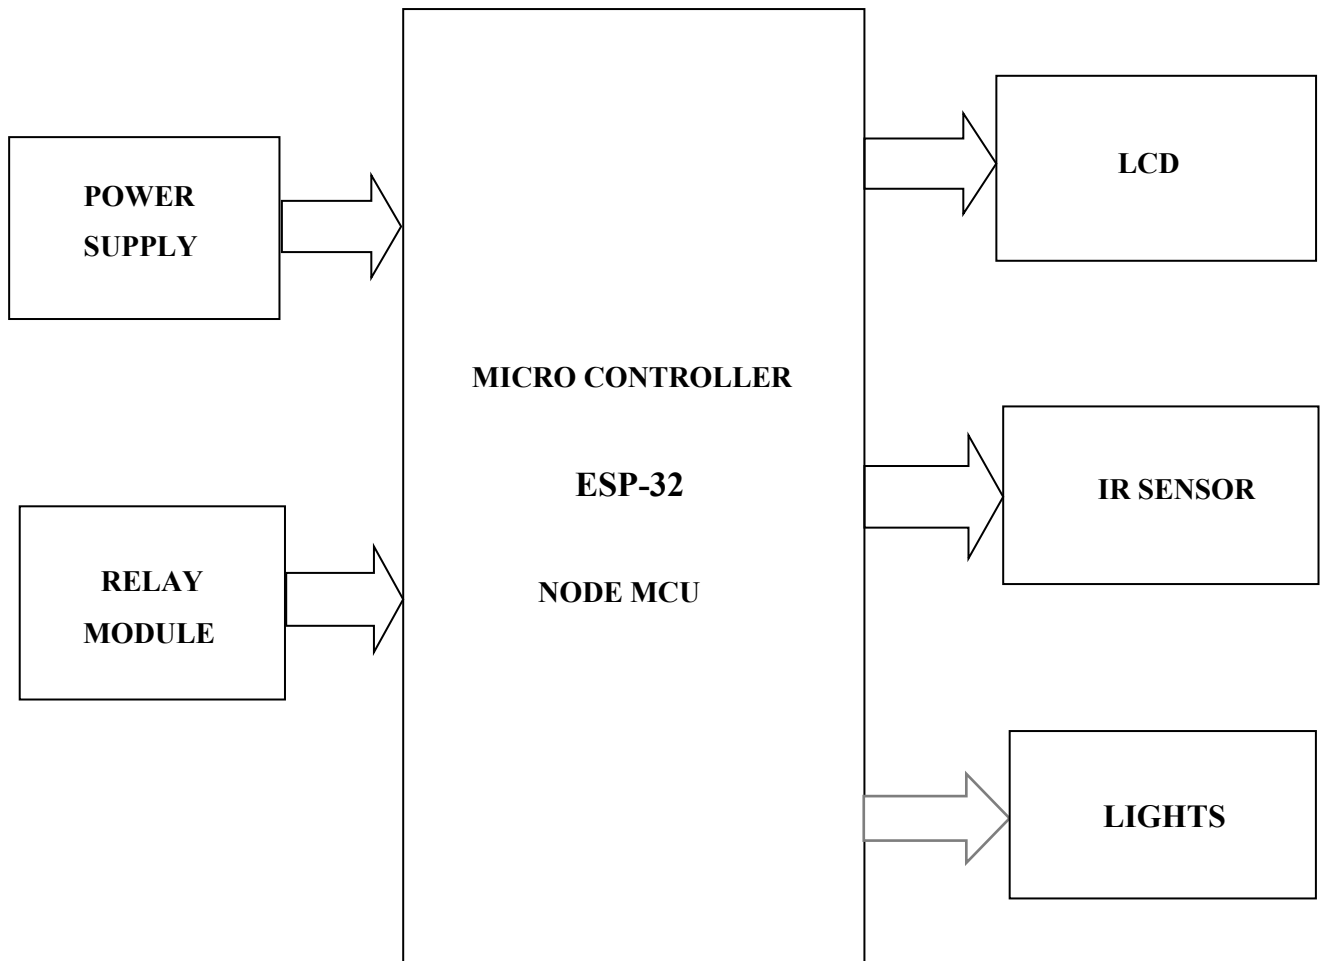 POWER
SUPPLY
RELAY
MODULE
MICRO CONTROLLER
ESP-32
NODE MCU
LCD
IR SENSOR
LIGHTS